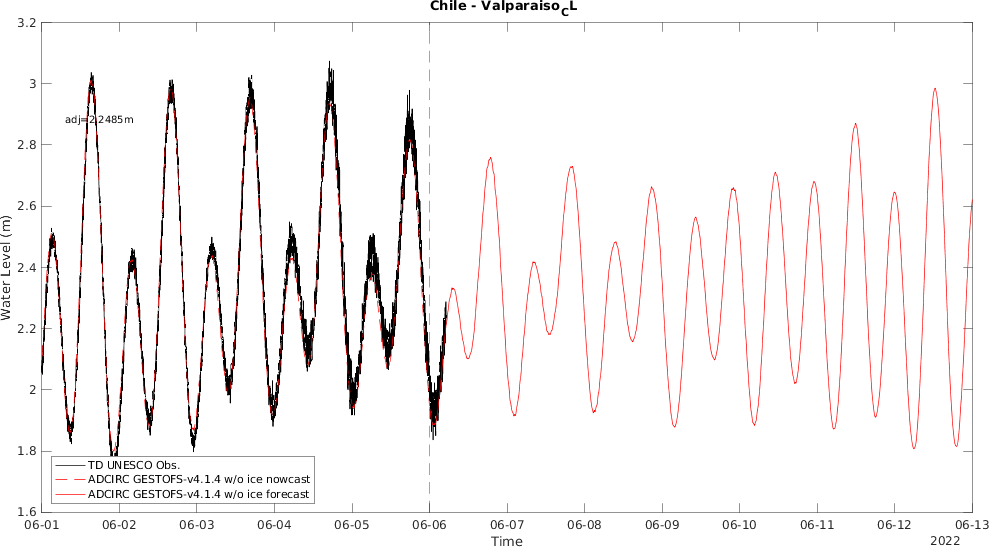 Chile - Valparaiso_CL
3.2
3
2.8
2.6
2.4
2.2
2
1.8
1.6
Water Level (m)
adj=2.2485m
TD UNESCO Obs.
ADCIRC GESTOFS-v4.1.4 w/o ice nowcast
ADCIRC GESTOFS-v4.1.4 w/o ice forecast
06-01 06-02 06-03 06-04 06-05 06-06 06-07 06-08 06-09 06-10 06-11 06-12 06-13
Time
2022